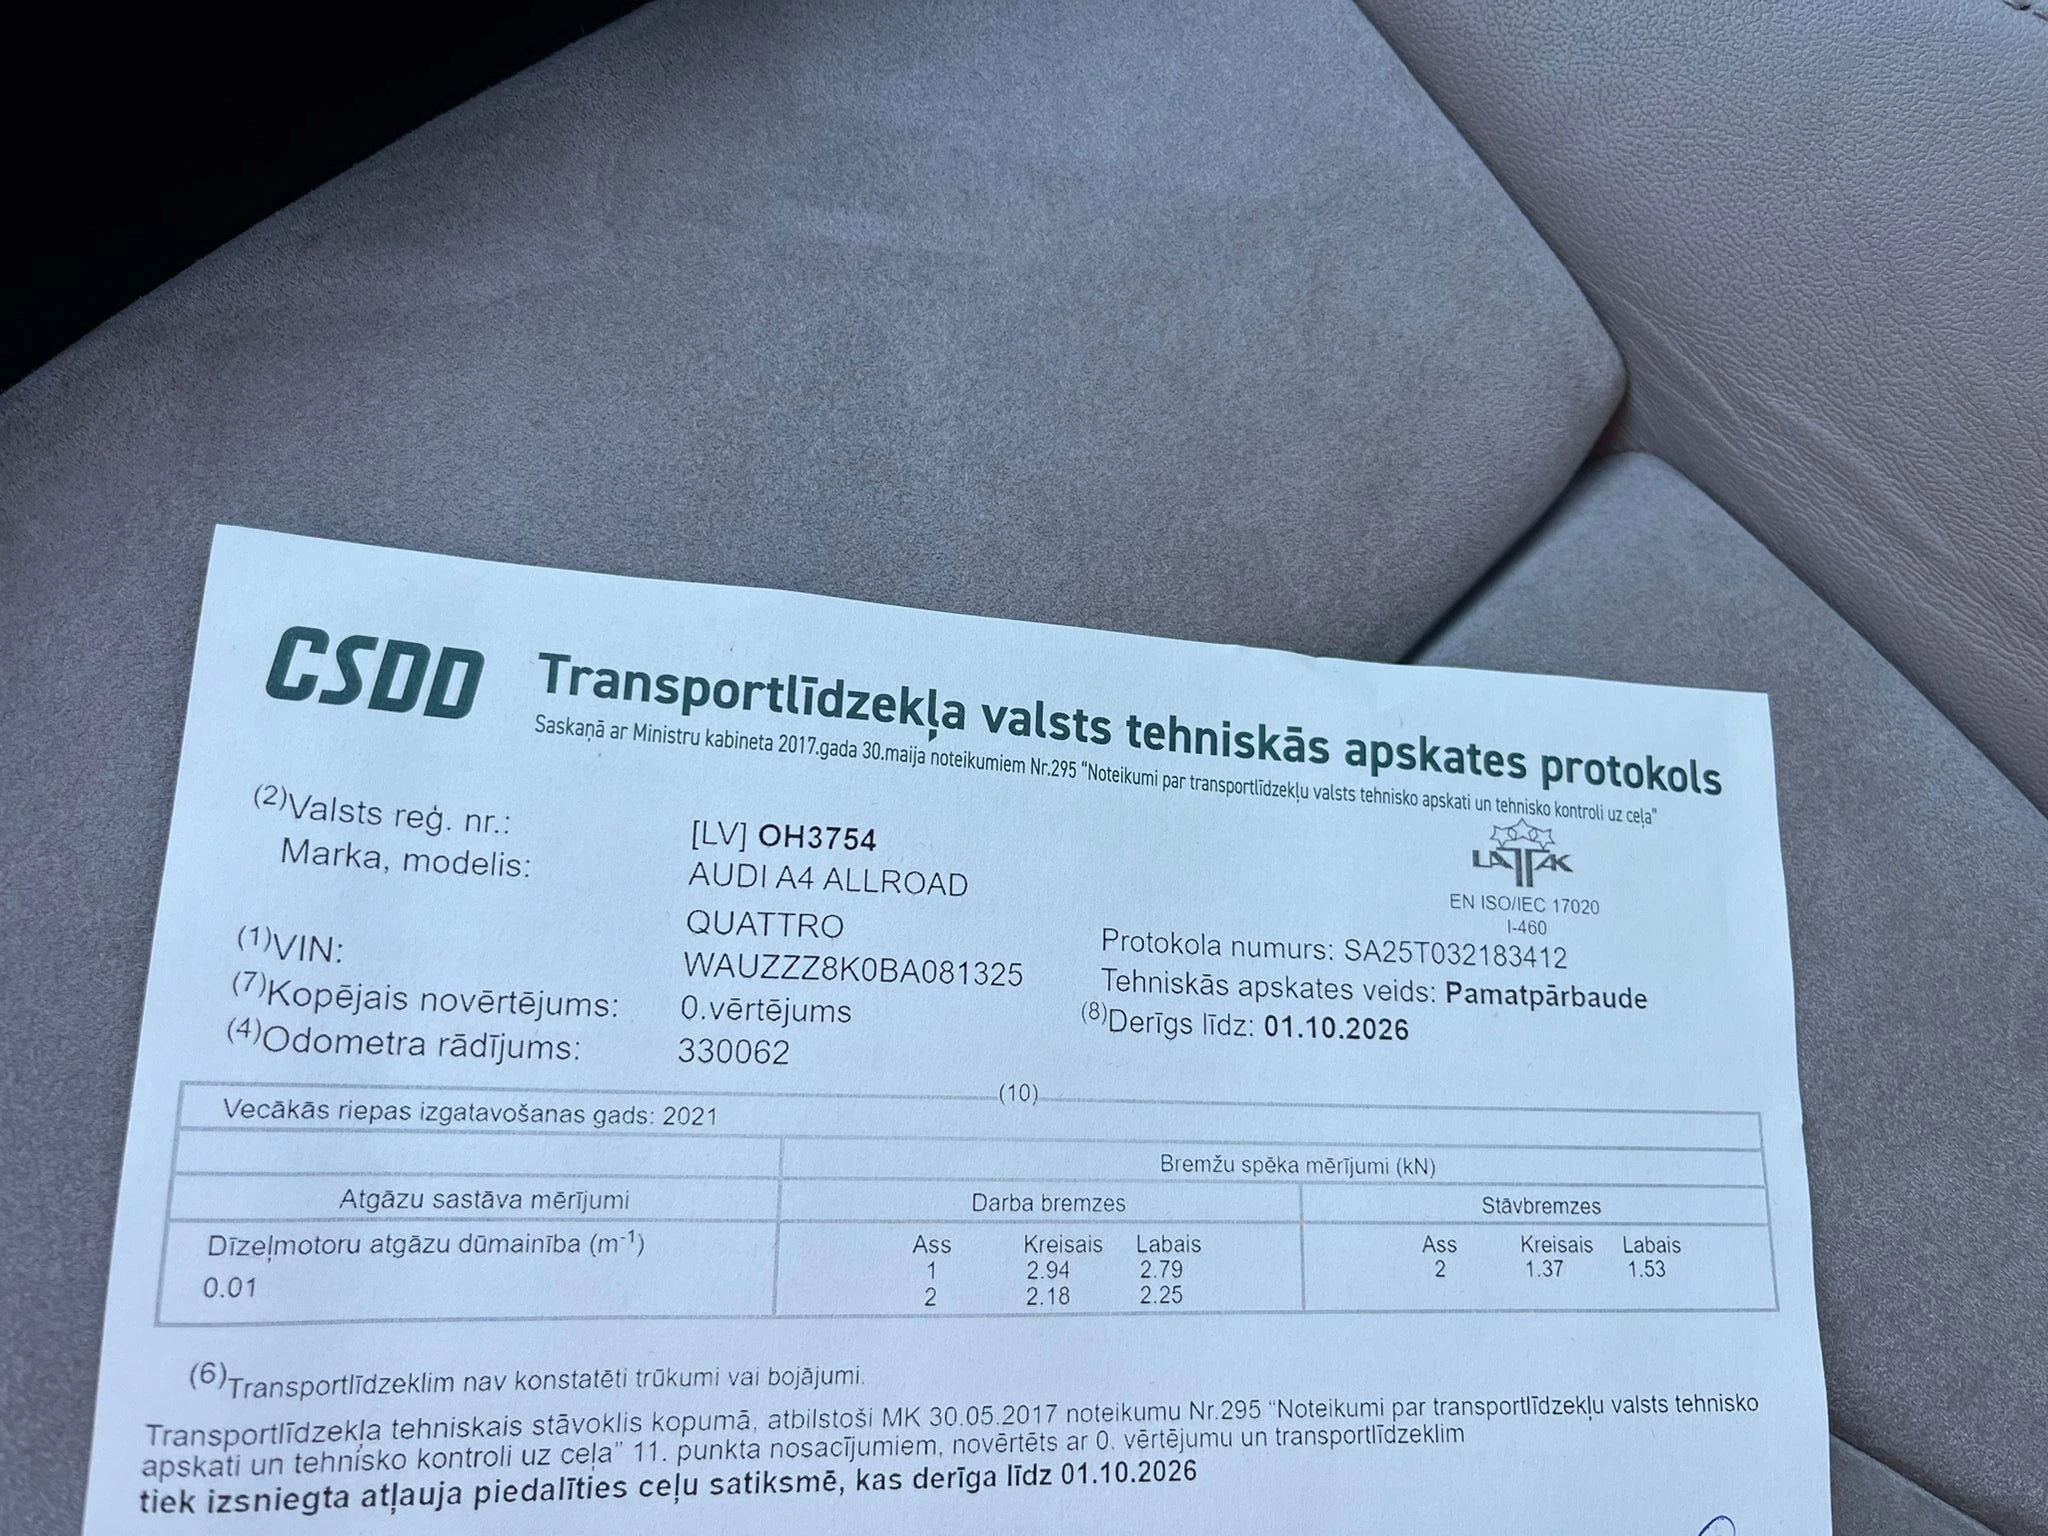 CSDD
Transportlīdzekļa valsts tehniskās apskates protokols
Saskaņā ar Ministru kabineta 2017.gada 30.maija noteikumiem Nr.295 "Noteikumi par transportlīdzekļu valsts tehnisko apskati un tehnisko kontroli uz ceļa"
(2)Valsts reģ. nr.: [LV] OH3754
Marka, modelis: AUDI A4 ALLROAD
QUATTRO
LATAK
EN ISO/IEC 17020
I-460
(1)VIN: WAUZZZ8K0BA081325
(7)Kopējais novērtējums: 0.vērtējums
(4)Odometra rādījums: 330062
Protokola numurs: SA25T032183412
Tehniskās apskates veids: Pamatpārbaude
(8)Derīgs līdz: 01.10.2026
(10)
Vecākās riepas izgatavošanas gads: 2021
Bremžu spēka mērījumi (kN)
Atgāzu sastāva mērījumi Darba bremzes Stāvbremzes
Dīzeļmotoru atgāzu dūmainība (m-1) Ass Kreisais Labais Ass Kreisais Labais
0.01 1 2.94 2.79 2 1.37 1.53
2 2.18 2.25
(6)Transportlīdzeklim nav konstatēti trūkumi vai bojājumi.
Transportlīdzekļa tehniskais stāvoklis kopumā, atbilstoši MK 30.05.2017 noteikumu Nr.295 "Noteikumi par transportlīdzekļu valsts tehnisko
apskati un tehnisko kontroli uz ceļa" 11. punkta nosacījumiem, novērtēts ar 0. vērtējumu un transportlīdzeklim
tiek izsniegta atļauja piedalīties ceļu satiksmē, kas derīga līdz 01.10.2026